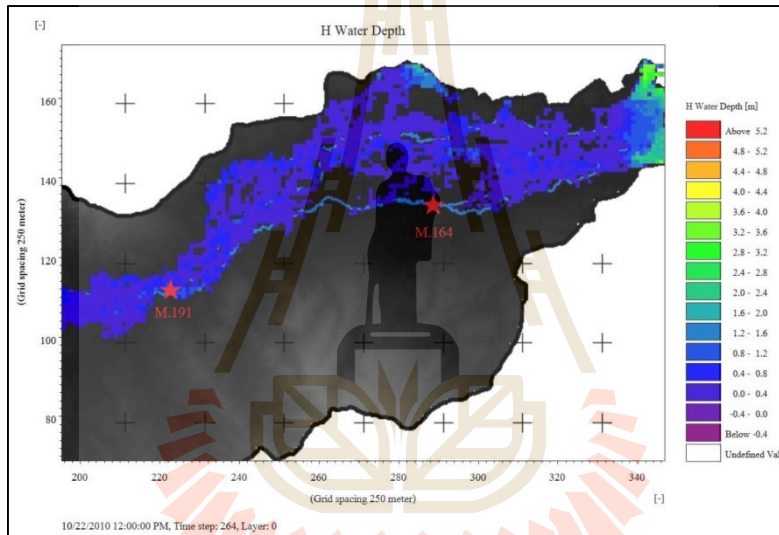 [-]
H Water Depth
160
140
120
100
80
(Grid spacing 250 meter)
M.164
M.191
200 220 240 260 280 300 320 340
(Grid spacing 250 meter) [-]
10/22/2010 12:00:00 PM, Time step: 264, Layer: 0
H Water Depth [m]
Above 5.2
4.8 - 5.2
4.4 - 4.8
4.0 - 4.4
3.6 - 4.0
3.2 - 3.6
2.8 - 3.2
2.4 - 2.8
2.0 - 2.4
1.6 - 2.0
1.2 - 1.6
0.8 - 1.2
0.4 - 0.8
0.0 - 0.4
-0.4 - 0.0
Below -0.4
Undefined Val